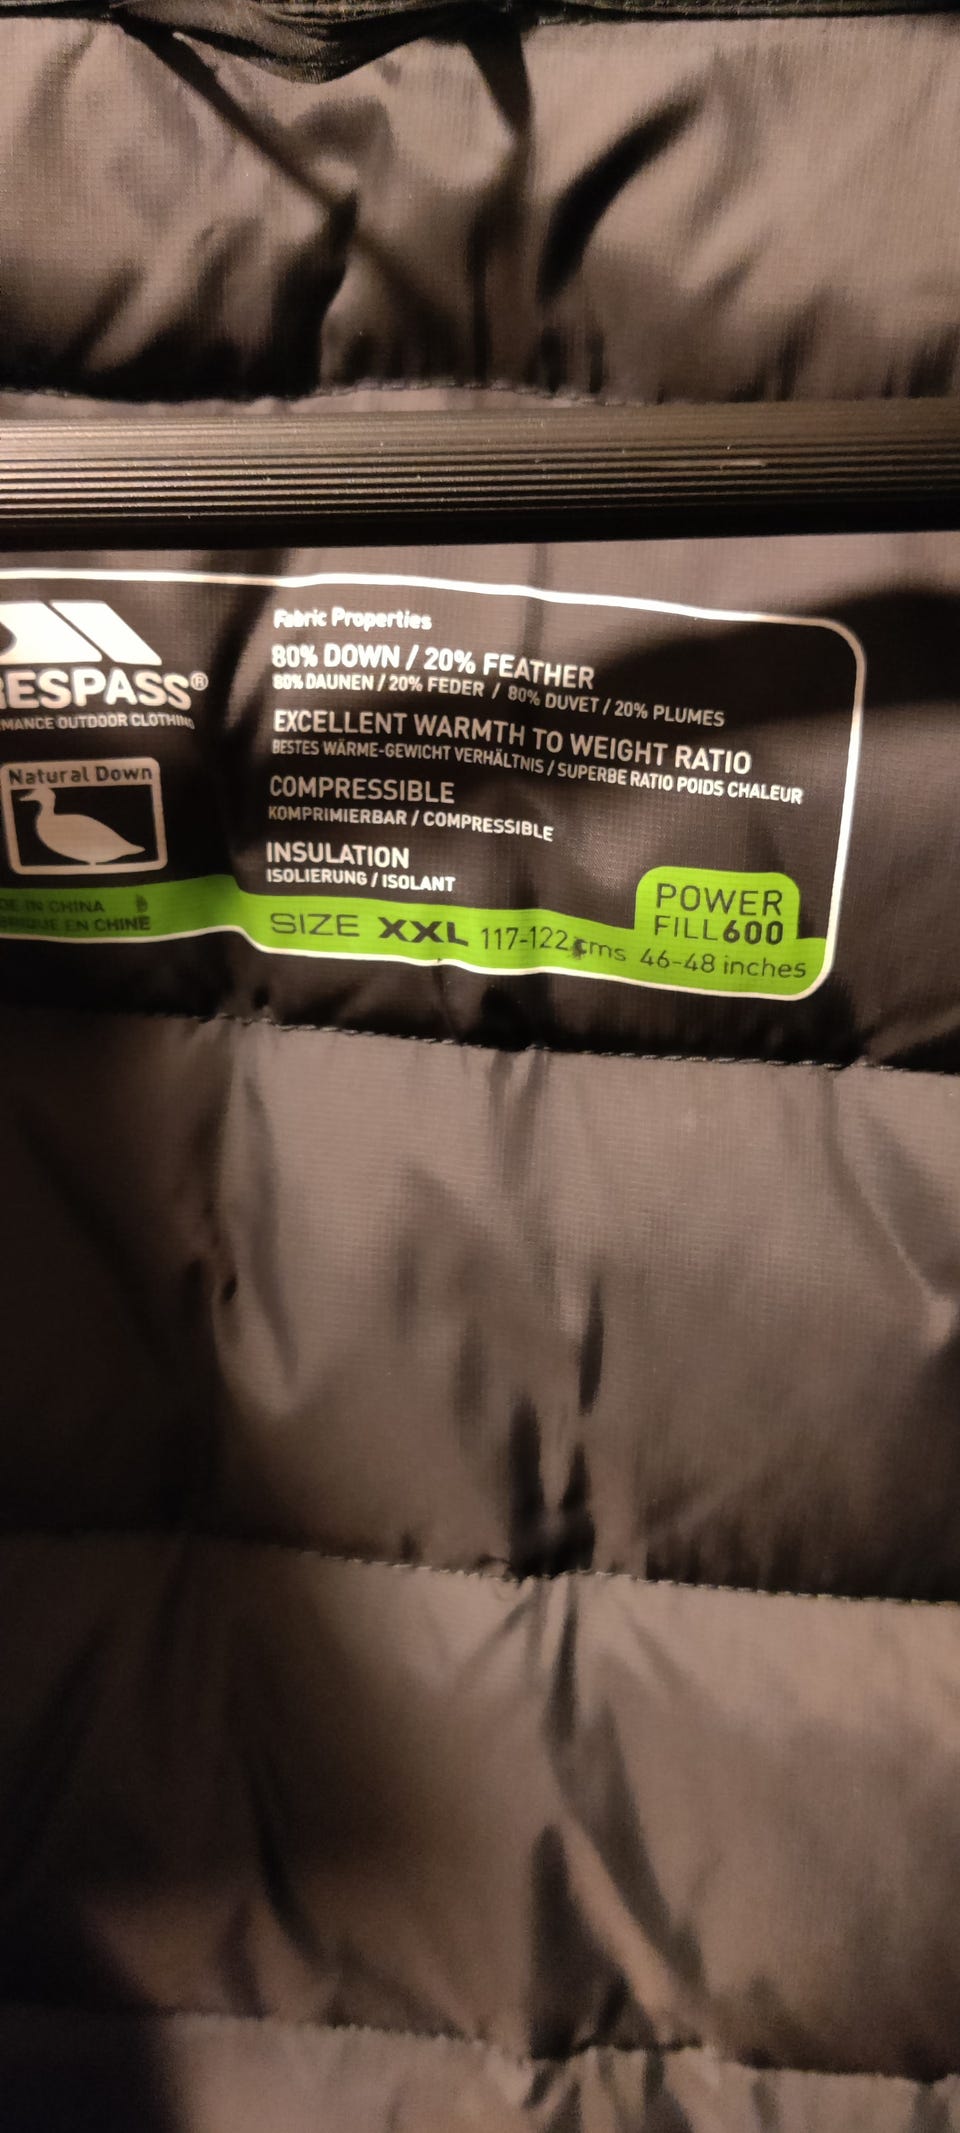 RESPASS®
MANCE OUTDOOR CLOTHING
Natural Down
DE IN CHINA
BRIQUE EN CHINE
Fabric Properties
80% DOWN / 20% FEATHER
80% DAUNEN / 20% FEDER / 80% DUVET / 20% PLUMES
EXCELLENT WARMTH TO WEIGHT RATIO
BESTES WÄRME-GEWICHT VERHÄLTNIS / SUPERBE RATIO POIDS CHALEUR
COMPRESSIBLE
KOMPRIMIERBAR / COMPRESSIBLE
INSULATION
ISOLIERUNG / ISOLANT
POWER
FILL600
SIZE XXL 117-122 cms 46-48 inches